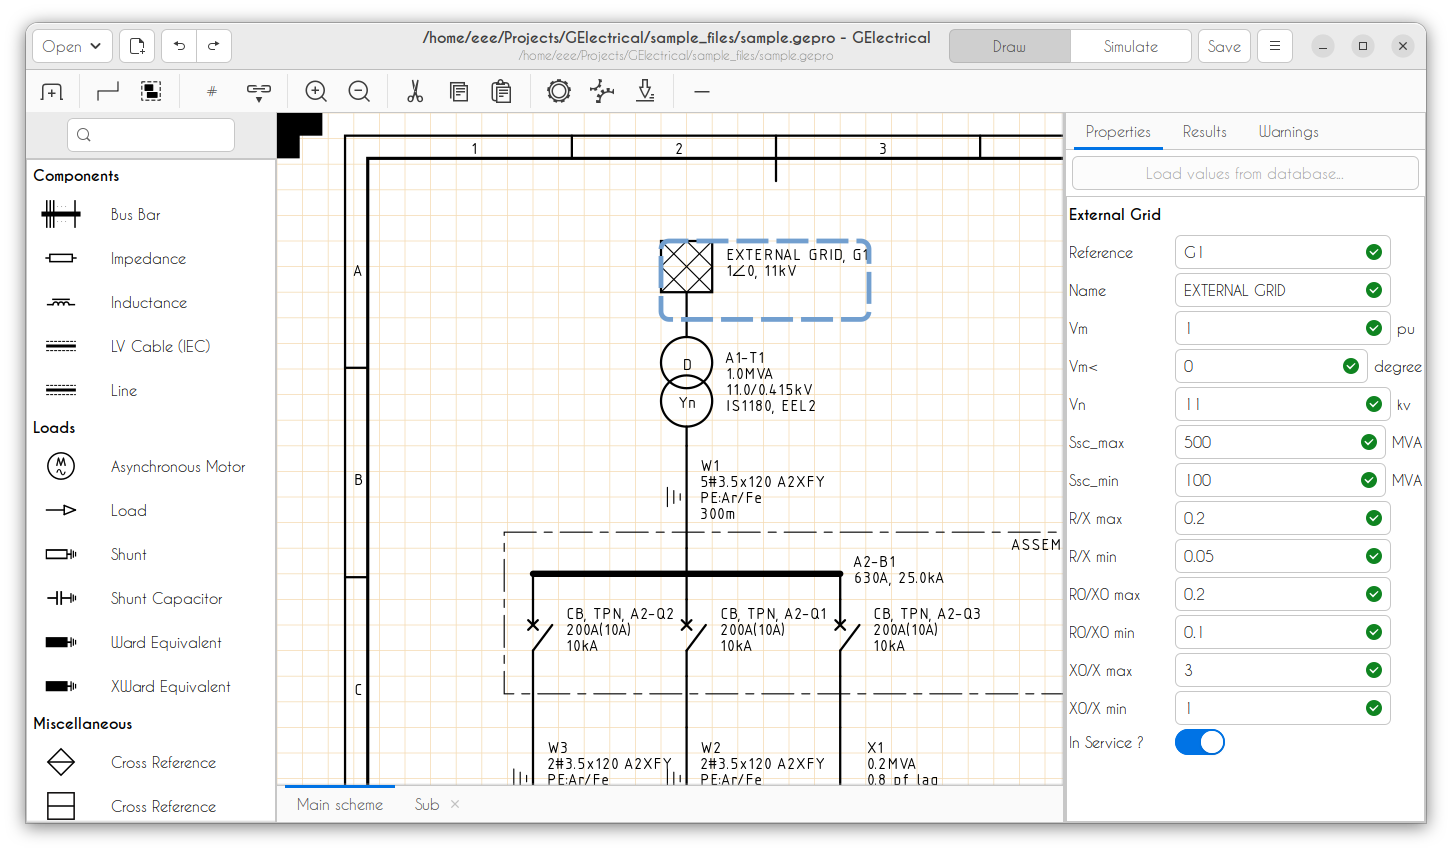 /home/eee/Projects/GElectrical/sample_files/sample.gepro - GElectrical
/home/eee/Projects/GElectrical/sample_files/sample.gepro
Open
Draw
Simulate
Save
#
Components
Bus Bar
Impedance
Inductance
LV Cable (IEC)
Line
Loads
M
Asynchronous Motor
Load
Shunt
Shunt Capacitor
Ward Equivalent
XWard Equivalent
Miscellaneous
Cross Reference
Cross Reference
1
2
3
A
B
C
EXTERNAL GRID, G1
1∠0, 11kV
D
Yn
A1-T1
1.0MVA
11.0/0.415kV
IS1180, EEL2
W1
5#3.5x120 A2XFY
PE:Ar/Fe
300m
ASSEM
A2-B1
630A, 25.0kA
CB, TPN, A2-Q2
200A(10A)
10kA
CB, TPN, A2-Q1
200A(10A)
10kA
CB, TPN, A2-Q3
200A(10A)
10kA
W3
2#3.5x120 A2XFY
PE:Ar/Fe
W2
2#3.5x120 A2XFY
PE:Ar/Fe
X1
0.2MVA
0.8 pf lag
Main scheme
Sub
Properties
Results
Warnings
Load values from database...
External Grid
Reference G1
Name EXTERNAL GRID
Vm 1 pu
Vm< 0 degree
Vn 11 kv
Ssc_max 500 MVA
Ssc_min 100 MVA
R/X max 0.2
R/X min 0.05
R0/X0 max 0.2
R0/X0 min 0.1
X0/X max 3
X0/X min 1
In Service ?